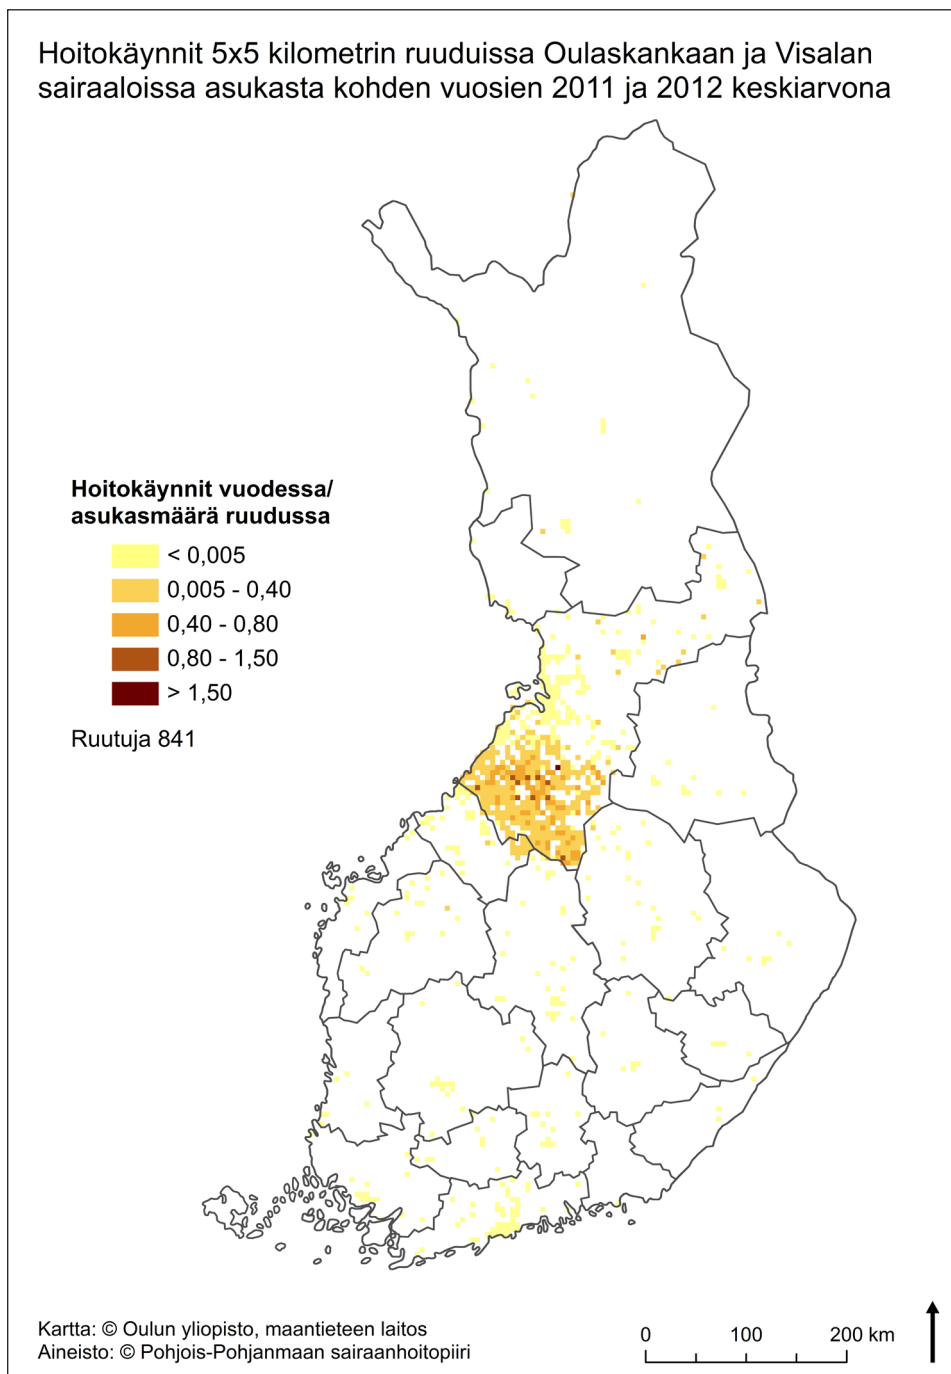 Hoitokäynnit 5x5 kilometrin ruuduissa Oulaskankaan ja Visalan
sairaaloissa asukasta kohden vuosien 2011 ja 2012 keskiarvona
Hoitokäynnit vuodessa/
asukasmäärä ruudussa
< 0,005
0,005 - 0,40
0,40 - 0,80
0,80 - 1,50
> 1,50
Ruutuja 841
Kartta: © Oulun yliopisto, maantieteen laitos
Aineisto: © Pohjois-Pohjanmaan sairaanhoitopiiri
0 100 200 km